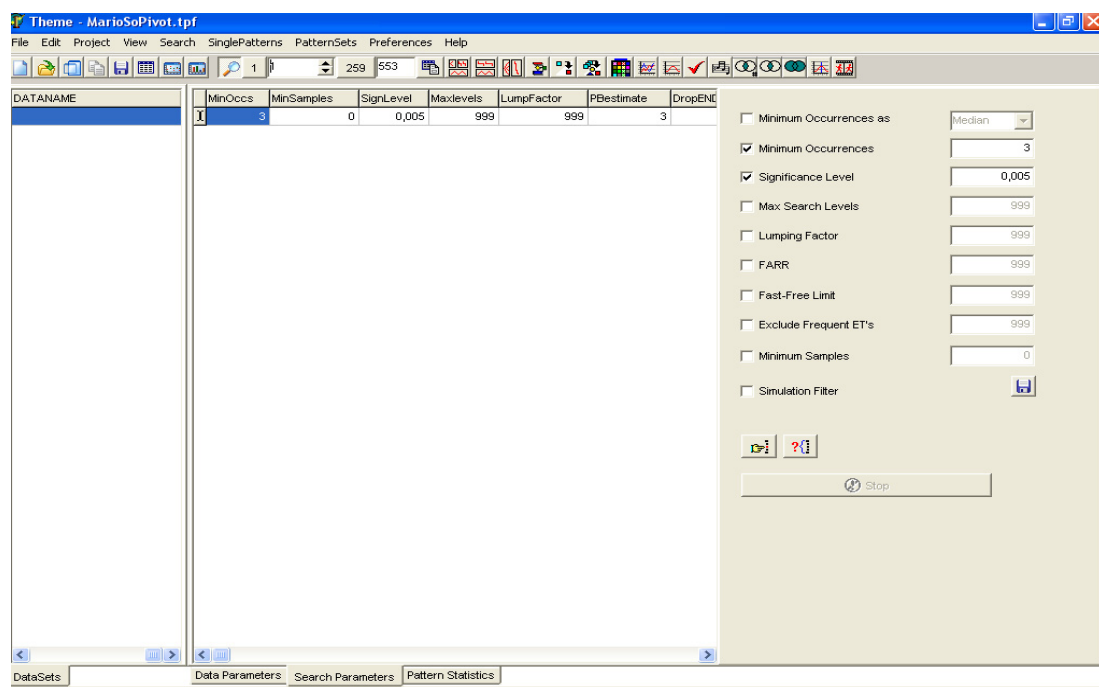 Theme - MarioSoPivot.tpf
File Edit Project View Search SinglePatterns PatternSets Preferences Help
1 259 553
DATANAME
MinOccs MinSamples SignLevel Maxlevels LumpFactor PBestimate DropEND
3 0 0,005 999 999 3
Minimum Occurrences as Median
Minimum Occurrences 3
Significance Level 0,005
Max Search Levels 999
Lumping Factor 999
FARR 999
Fast-Free Limit 999
Exclude Frequent ET's 999
Minimum Samples 0
Simulation Filter
?{
Stop
DataSets
Data Parameters Search Parameters Pattern Statistics